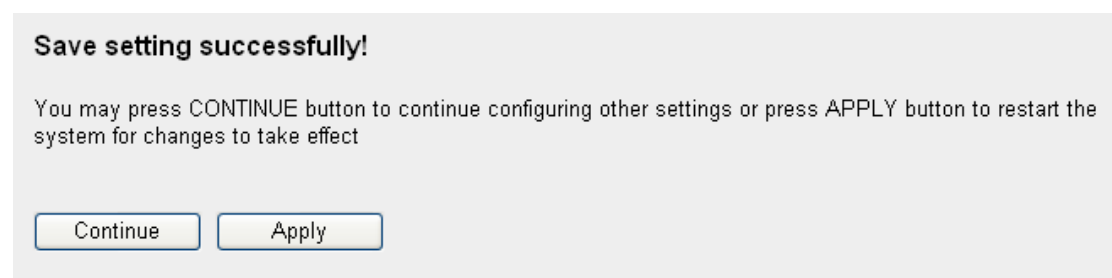 Save setting successfully!
You may press CONTINUE button to continue configuring other settings or press APPLY button to restart the
system for changes to take effect
Continue Apply